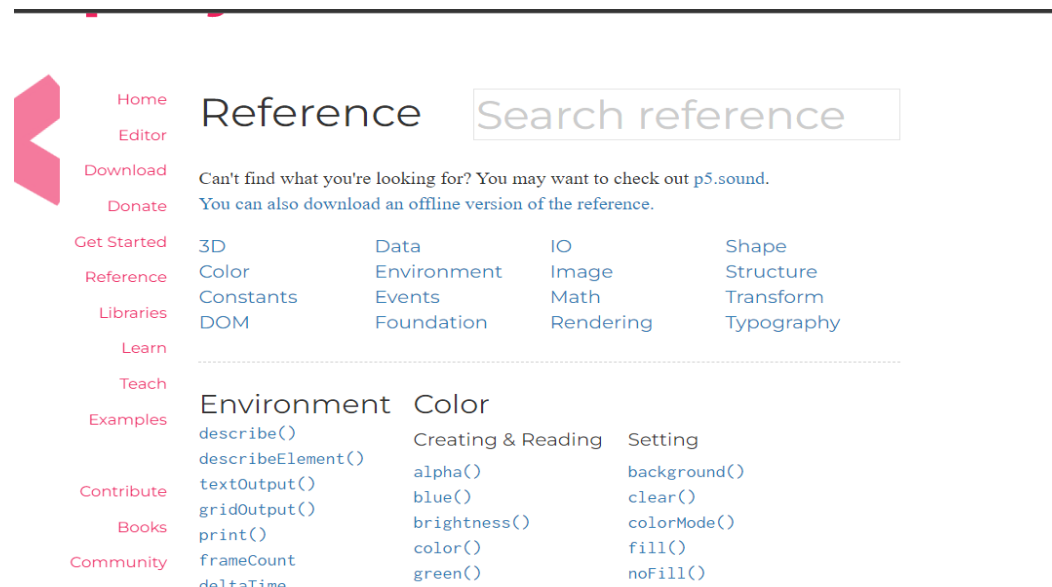 Home
Editor
Download
Donate
Get Started
Reference
Libraries
Learn
Teach
Examples
Contribute
Books
Community
Reference
Search reference
Can't find what you're looking for? You may want to check out p5.sound.
You can also download an offline version of the reference.
3D
Color
Constants
DOM
Data
Environment
Events
Foundation
IO
Image
Math
Rendering
Shape
Structure
Transform
Typography
Environment
describe()
describeElement()
textOutput()
gridOutput()
print()
frameCount
deltaTime
Color
Creating & Reading
alpha()
blue()
brightness()
color()
green()
Setting
background()
clear()
colorMode()
fill()
noFill()